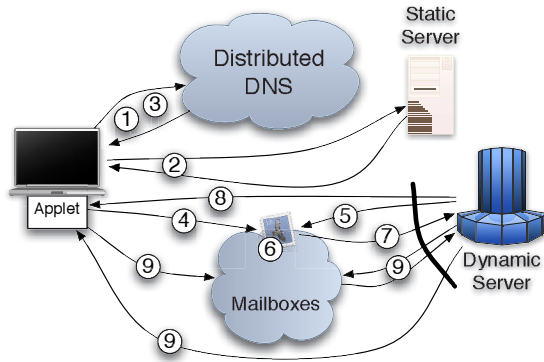 Static
Server
Distributed
DNS
1
3
2
Applet
8
4
5
6
7
9
9
Mailboxes
Dynamic
Server
9